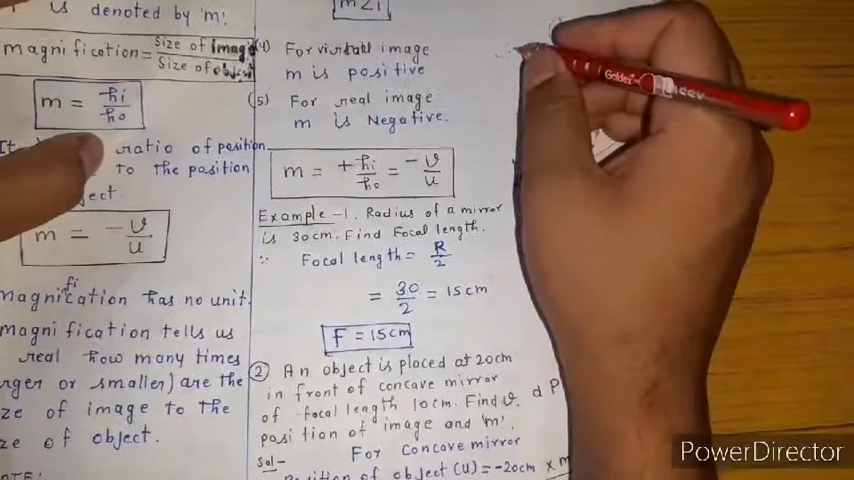 is denoted by 'm'.
magnification = Size of image
Size of object
m = hi
ho
ratio of position
to the position
m = -v
u
magnification has no unit.
magnification tells us
real how many times
or smaller) are the
of image to the
of object.
m<1
(4) For virtual image
m is positive
(5) For real image
m is Negative.
m = +hi = -v
ho u
Example-1. Radius of a mirror
is 30cm. Find Focal length.
∵ Focal length = R
2
= 30 = 15cm
2
F = 15cm
② An object is placed at 20cm
in front of concave mirror
of focal length 10cm. Find v.
position of image and 'm'.
Sol- For concave mirror
Position of object (u) = -20cm
d P
x m
Goldex
PowerDirector